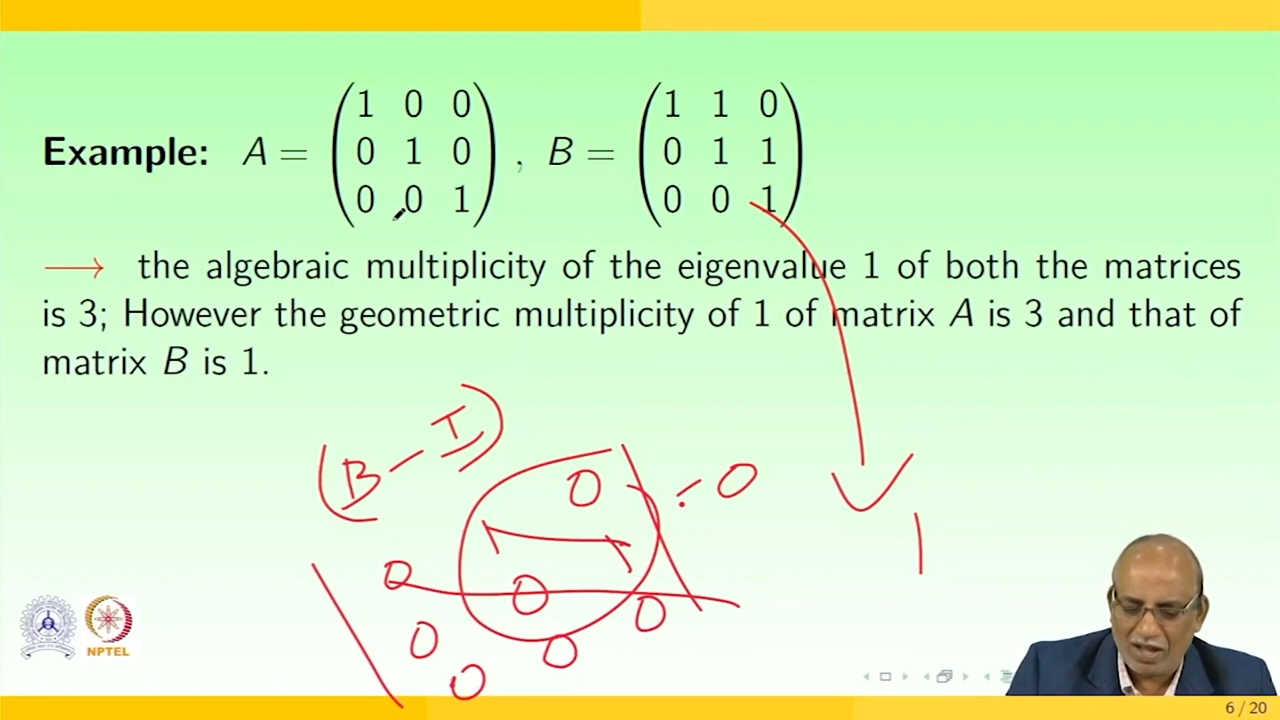 Example: A = ( 1 0 0 ) , B = ( 1 1 0 )
0 1 0 0 1 1
0 0 1 0 0 1
⟶ the algebraic multiplicity of the eigenvalue 1 of both the matrices
is 3; However the geometric multiplicity of 1 of matrix A is 3 and that of
matrix B is 1.
(B - I)
0 - 0
1
0 0
0 0
0 0
NPTEL
6 / 20